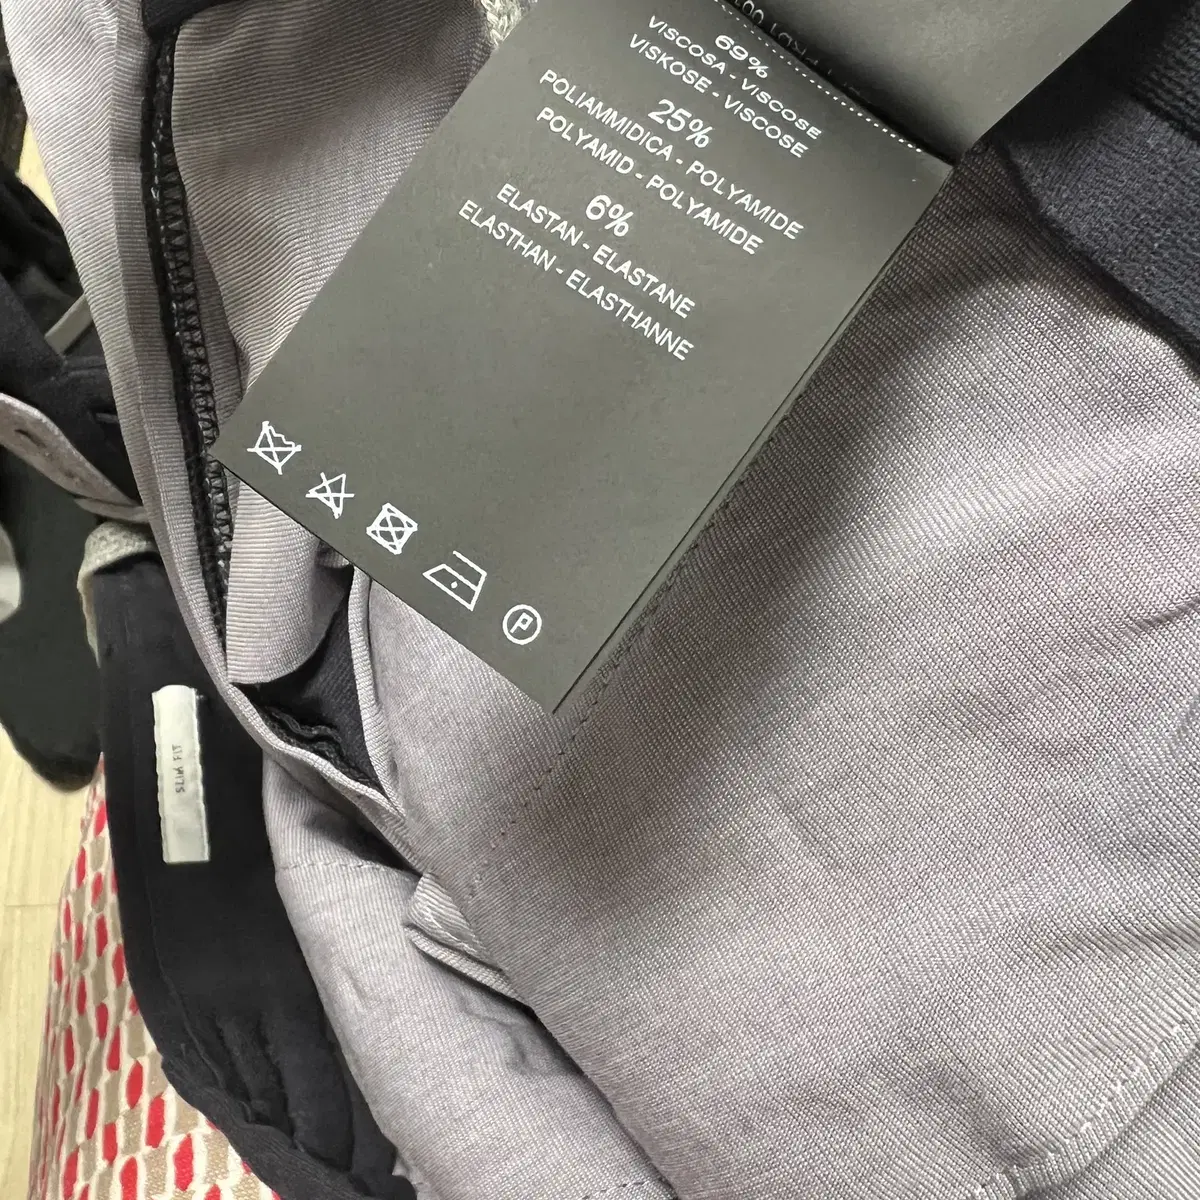 69%
VISCOSA - VISCOSE
VISKOSE - VISCOSE
25%
POLIAMMIDICA - POLYAMIDE
POLYAMID - POLYAMIDE
6%
ELASTAN - ELASTANE
ELASTHAN - ELASTHANNE
P
SLIM FIT